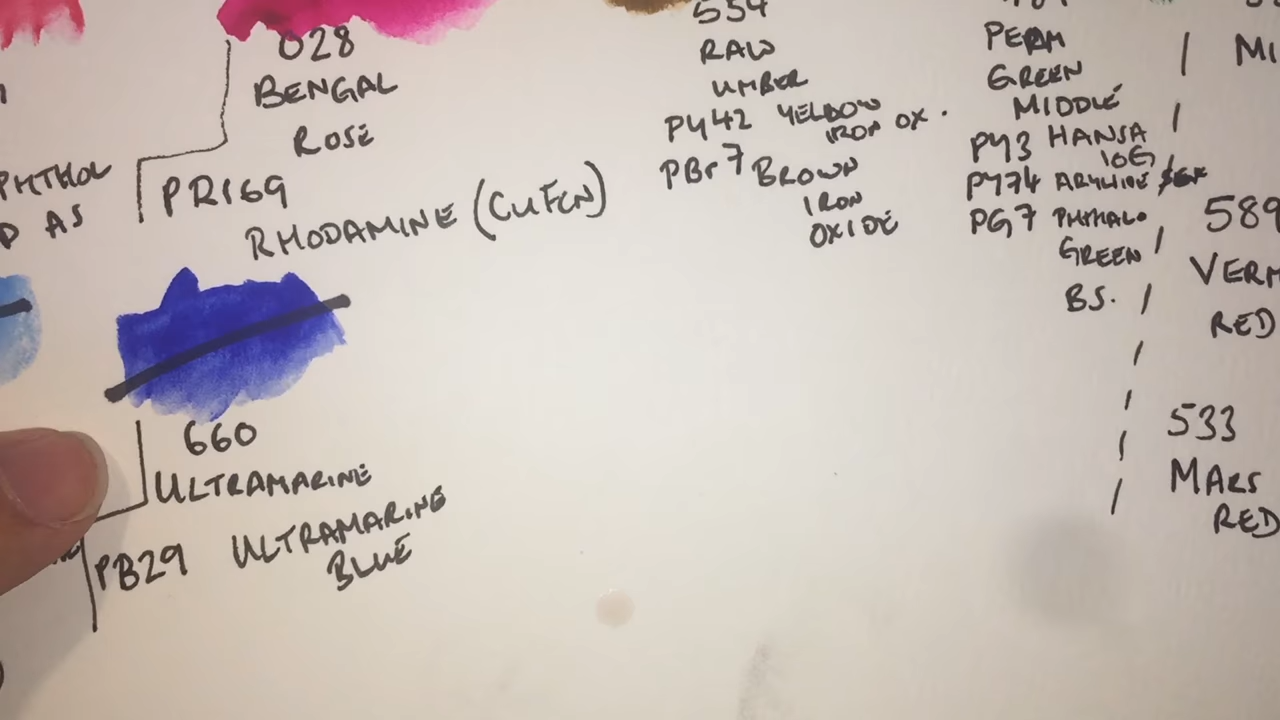 028
BENGAL
ROSE
PR169
RHODAMINE (CUFCN)
AS
660
ULTRAMARINE
PB29 ULTRAMARINE
BLUE
554
RAW
UMBER
PY42 YELLOW
IRON OX.
PBr7 BROWN
IRON
OXIDE
PERM
GREEN
MIDDLE
PY3 HANSA
10G
PY74 ARYLIDE
PG7 PHTHALO
GREEN
BS.
589
VERM
RED
533
MARS
RED